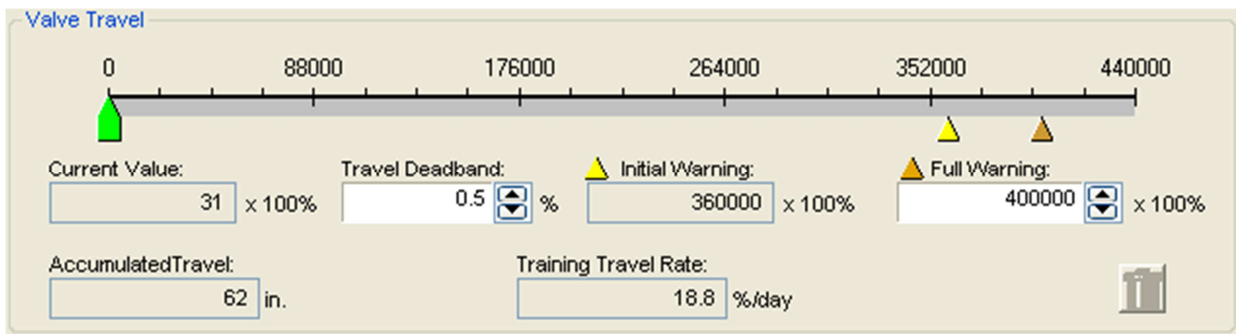 Valve Travel
0 88000 176000 264000 352000 440000
Current Value: Travel Deadband: Initial Warning: Full Warning:
31 x 100% 0.5 % 360000 x 100% 400000 x 100%
AccumulatedTravel: Training Travel Rate:
62 in. 18.8 %/day